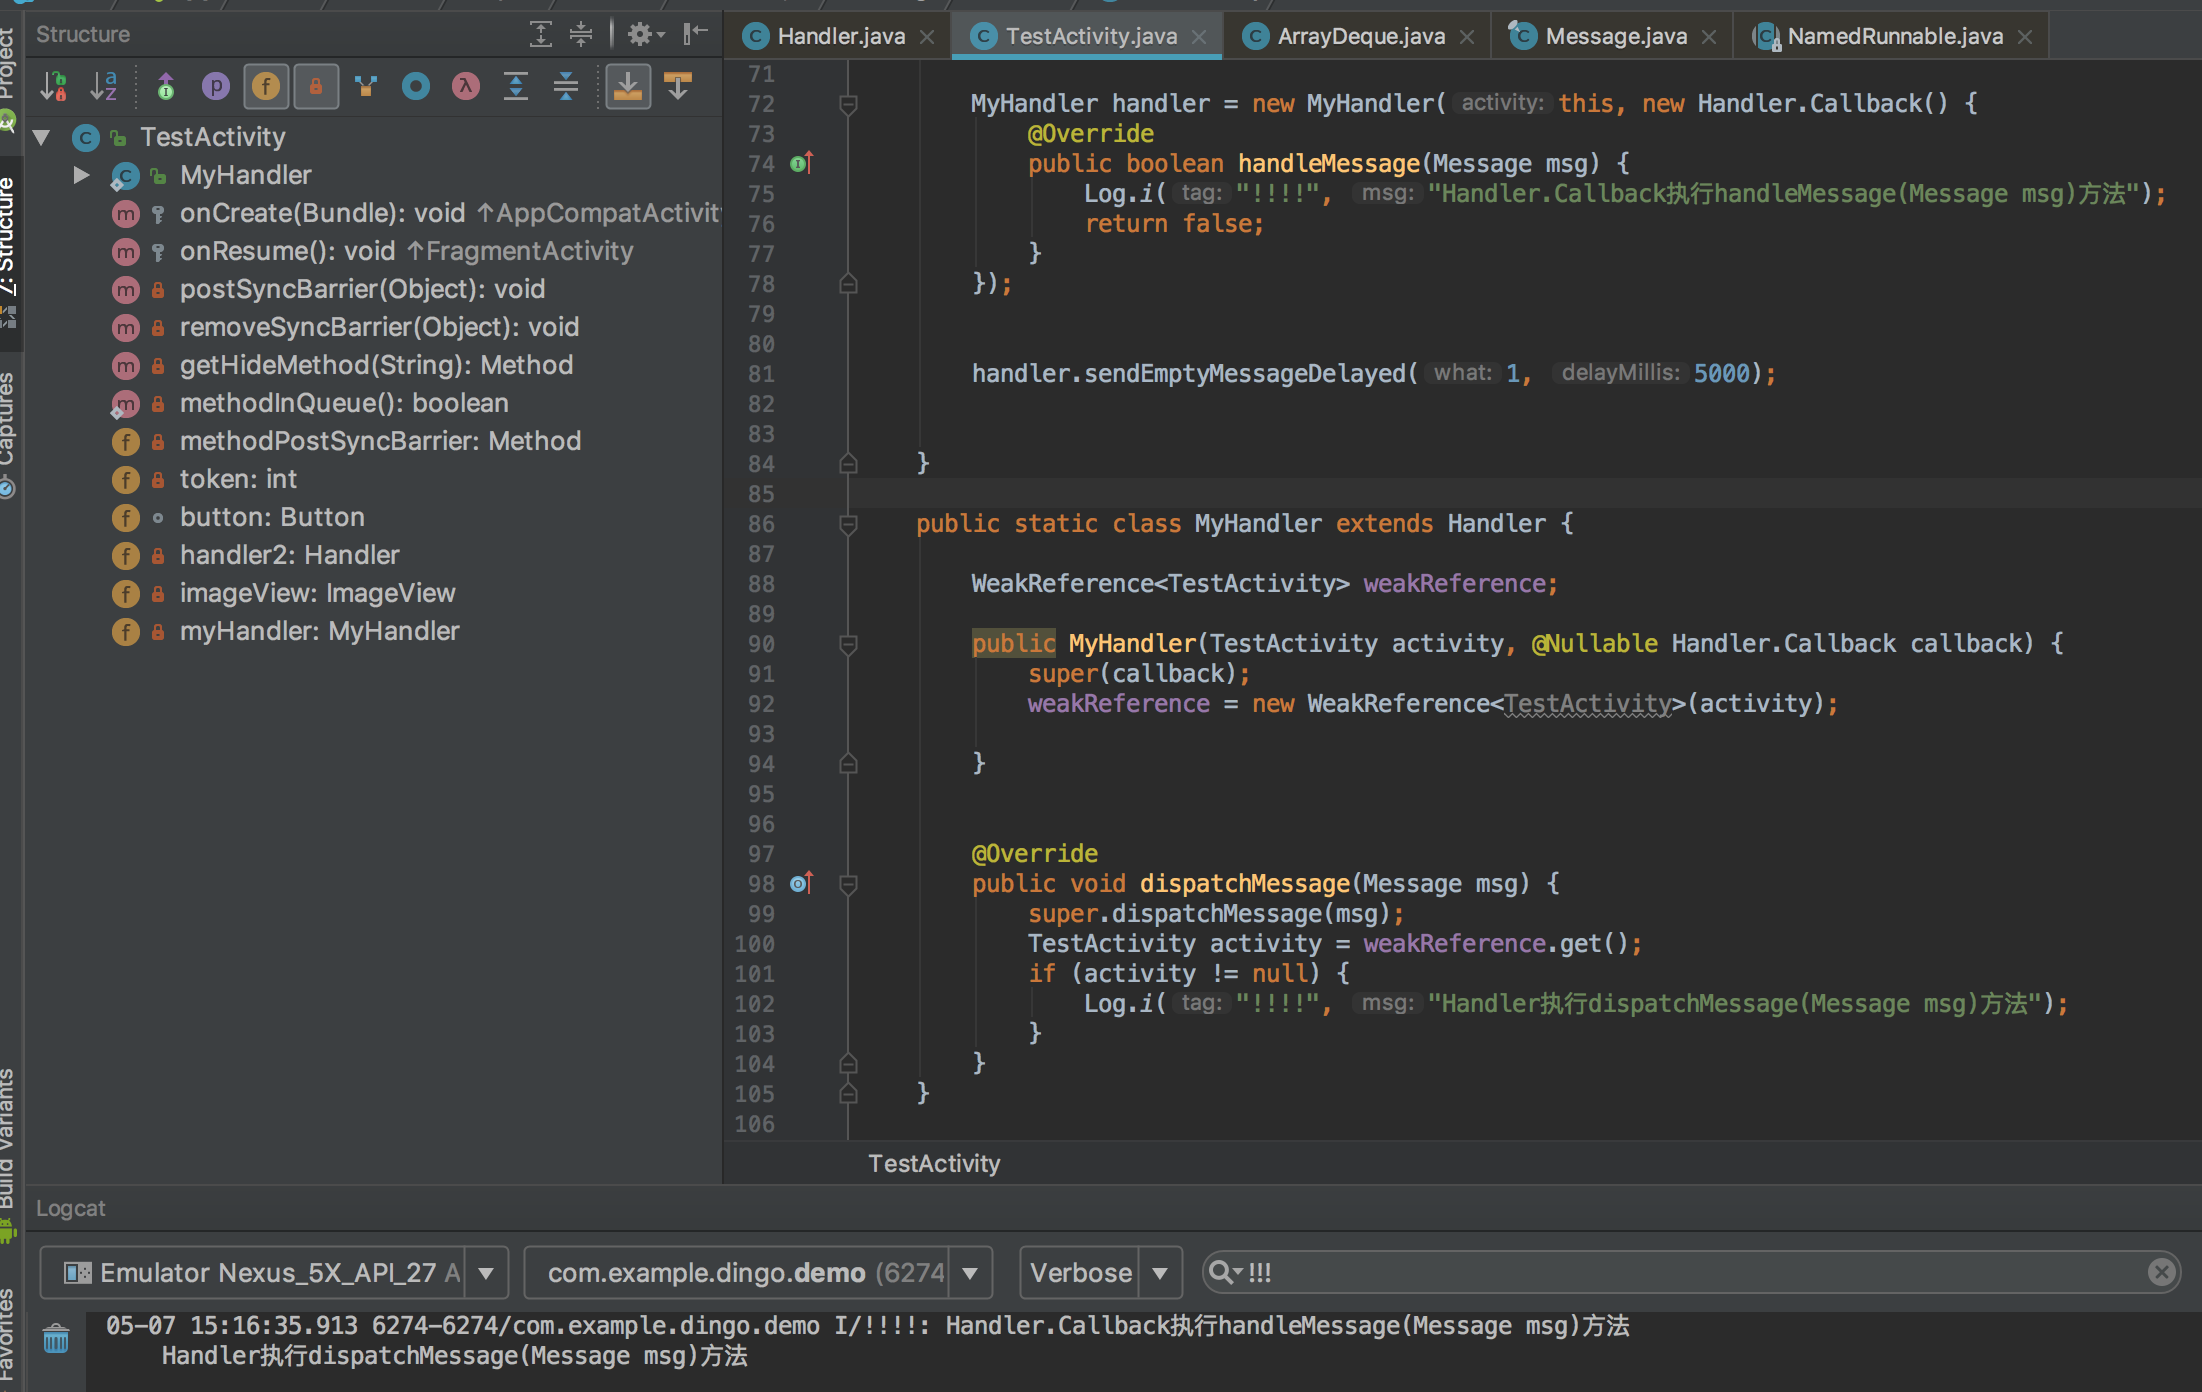 Structure
Handler.java
TestActivity.java
ArrayDeque.java
Message.java
NamedRunnable.java
Project
7: Structure
Captures
Build Variants
Favorites
TestActivity
MyHandler
onCreate(Bundle): void ↑AppCompatActivit
onResume(): void ↑FragmentActivity
postSyncBarrier(Object): void
removeSyncBarrier(Object): void
getHideMethod(String): Method
methodInQueue(): boolean
methodPostSyncBarrier: Method
token: int
button: Button
handler2: Handler
imageView: ImageView
myHandler: MyHandler
71
72 MyHandler handler = new MyHandler( activity: this, new Handler.Callback() {
73 @Override
74 public boolean handleMessage(Message msg) {
75 Log.i( tag: "!!!!", msg: "Handler.Callback执行handleMessage(Message msg)方法");
76 return false;
77 }
78 });
79
80
81 handler.sendEmptyMessageDelayed( what: 1, delayMillis: 5000);
82
83
84 }
85
86 public static class MyHandler extends Handler {
87
88 WeakReference<TestActivity> weakReference;
89
90 public MyHandler(TestActivity activity, @Nullable Handler.Callback callback) {
91 super(callback);
92 weakReference = new WeakReference<TestActivity>(activity);
93
94 }
95
96
97 @Override
98 public void dispatchMessage(Message msg) {
99 super.dispatchMessage(msg);
100 TestActivity activity = weakReference.get();
101 if (activity != null) {
102 Log.i( tag: "!!!!", msg: "Handler执行dispatchMessage(Message msg)方法");
103 }
104 }
105 }
106
TestActivity
Logcat
Emulator Nexus_5X_API_27 A
com.example.dingo.demo (6274
Verbose
!!!
05-07 15:16:35.913 6274-6274/com.example.dingo.demo I/!!!!: Handler.Callback执行handleMessage(Message msg)方法
Handler执行dispatchMessage(Message msg)方法